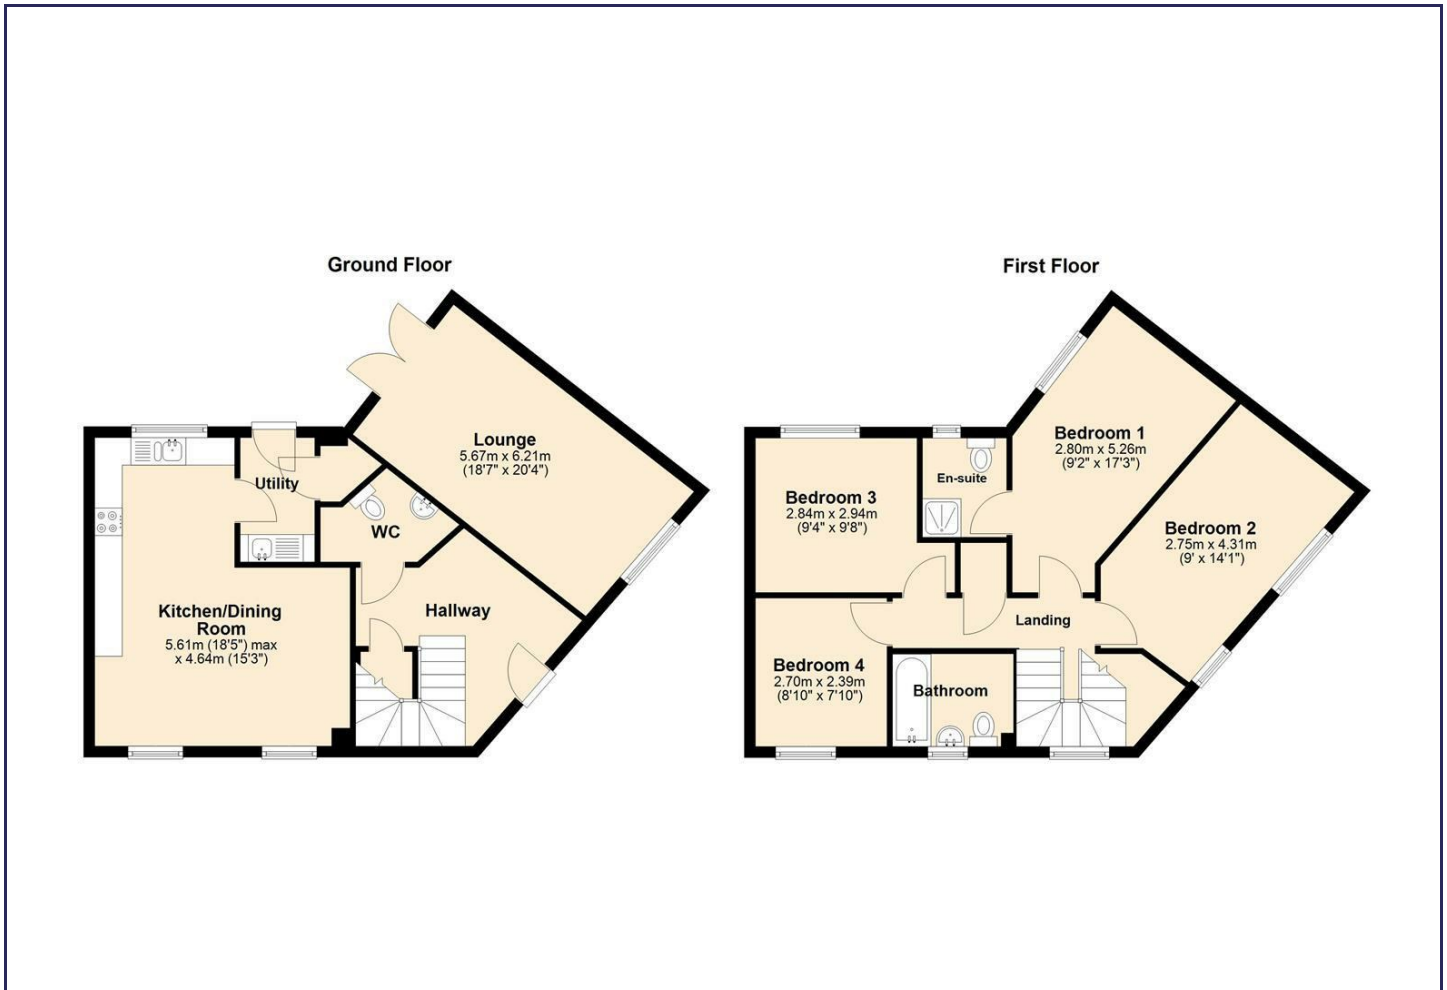 Ground Floor
Lounge
5.67m x 6.21m
(18'7" x 20'4")
Utility
WC
Hallway
Kitchen/Dining
Room
5.61m (18'5") max
x 4.64m (15'3")
First Floor
Bedroom 1
2.80m x 5.26m
(9'2" x 17'3")
En-suite
Bedroom 3
2.84m x 2.94m
(9'4" x 9'8")
Bedroom 2
2.75m x 4.31m
(9' x 14'1")
Landing
Bedroom 4
2.70m x 2.39m
(8'10" x 7'10")
Bathroom